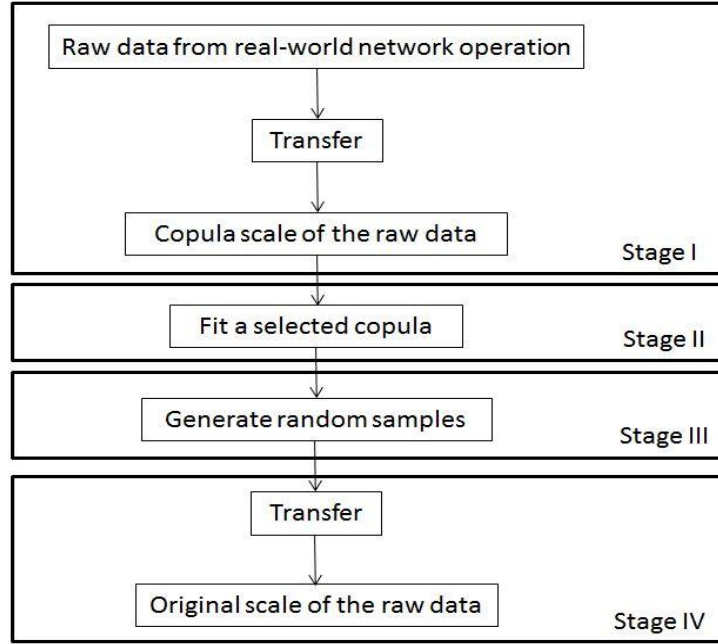 Raw data from real-world network operation
Transfer
Copula scale of the raw data
Stage I
Fit a selected copula
Stage II
Generate random samples
Stage III
Transfer
Original scale of the raw data
Stage IV